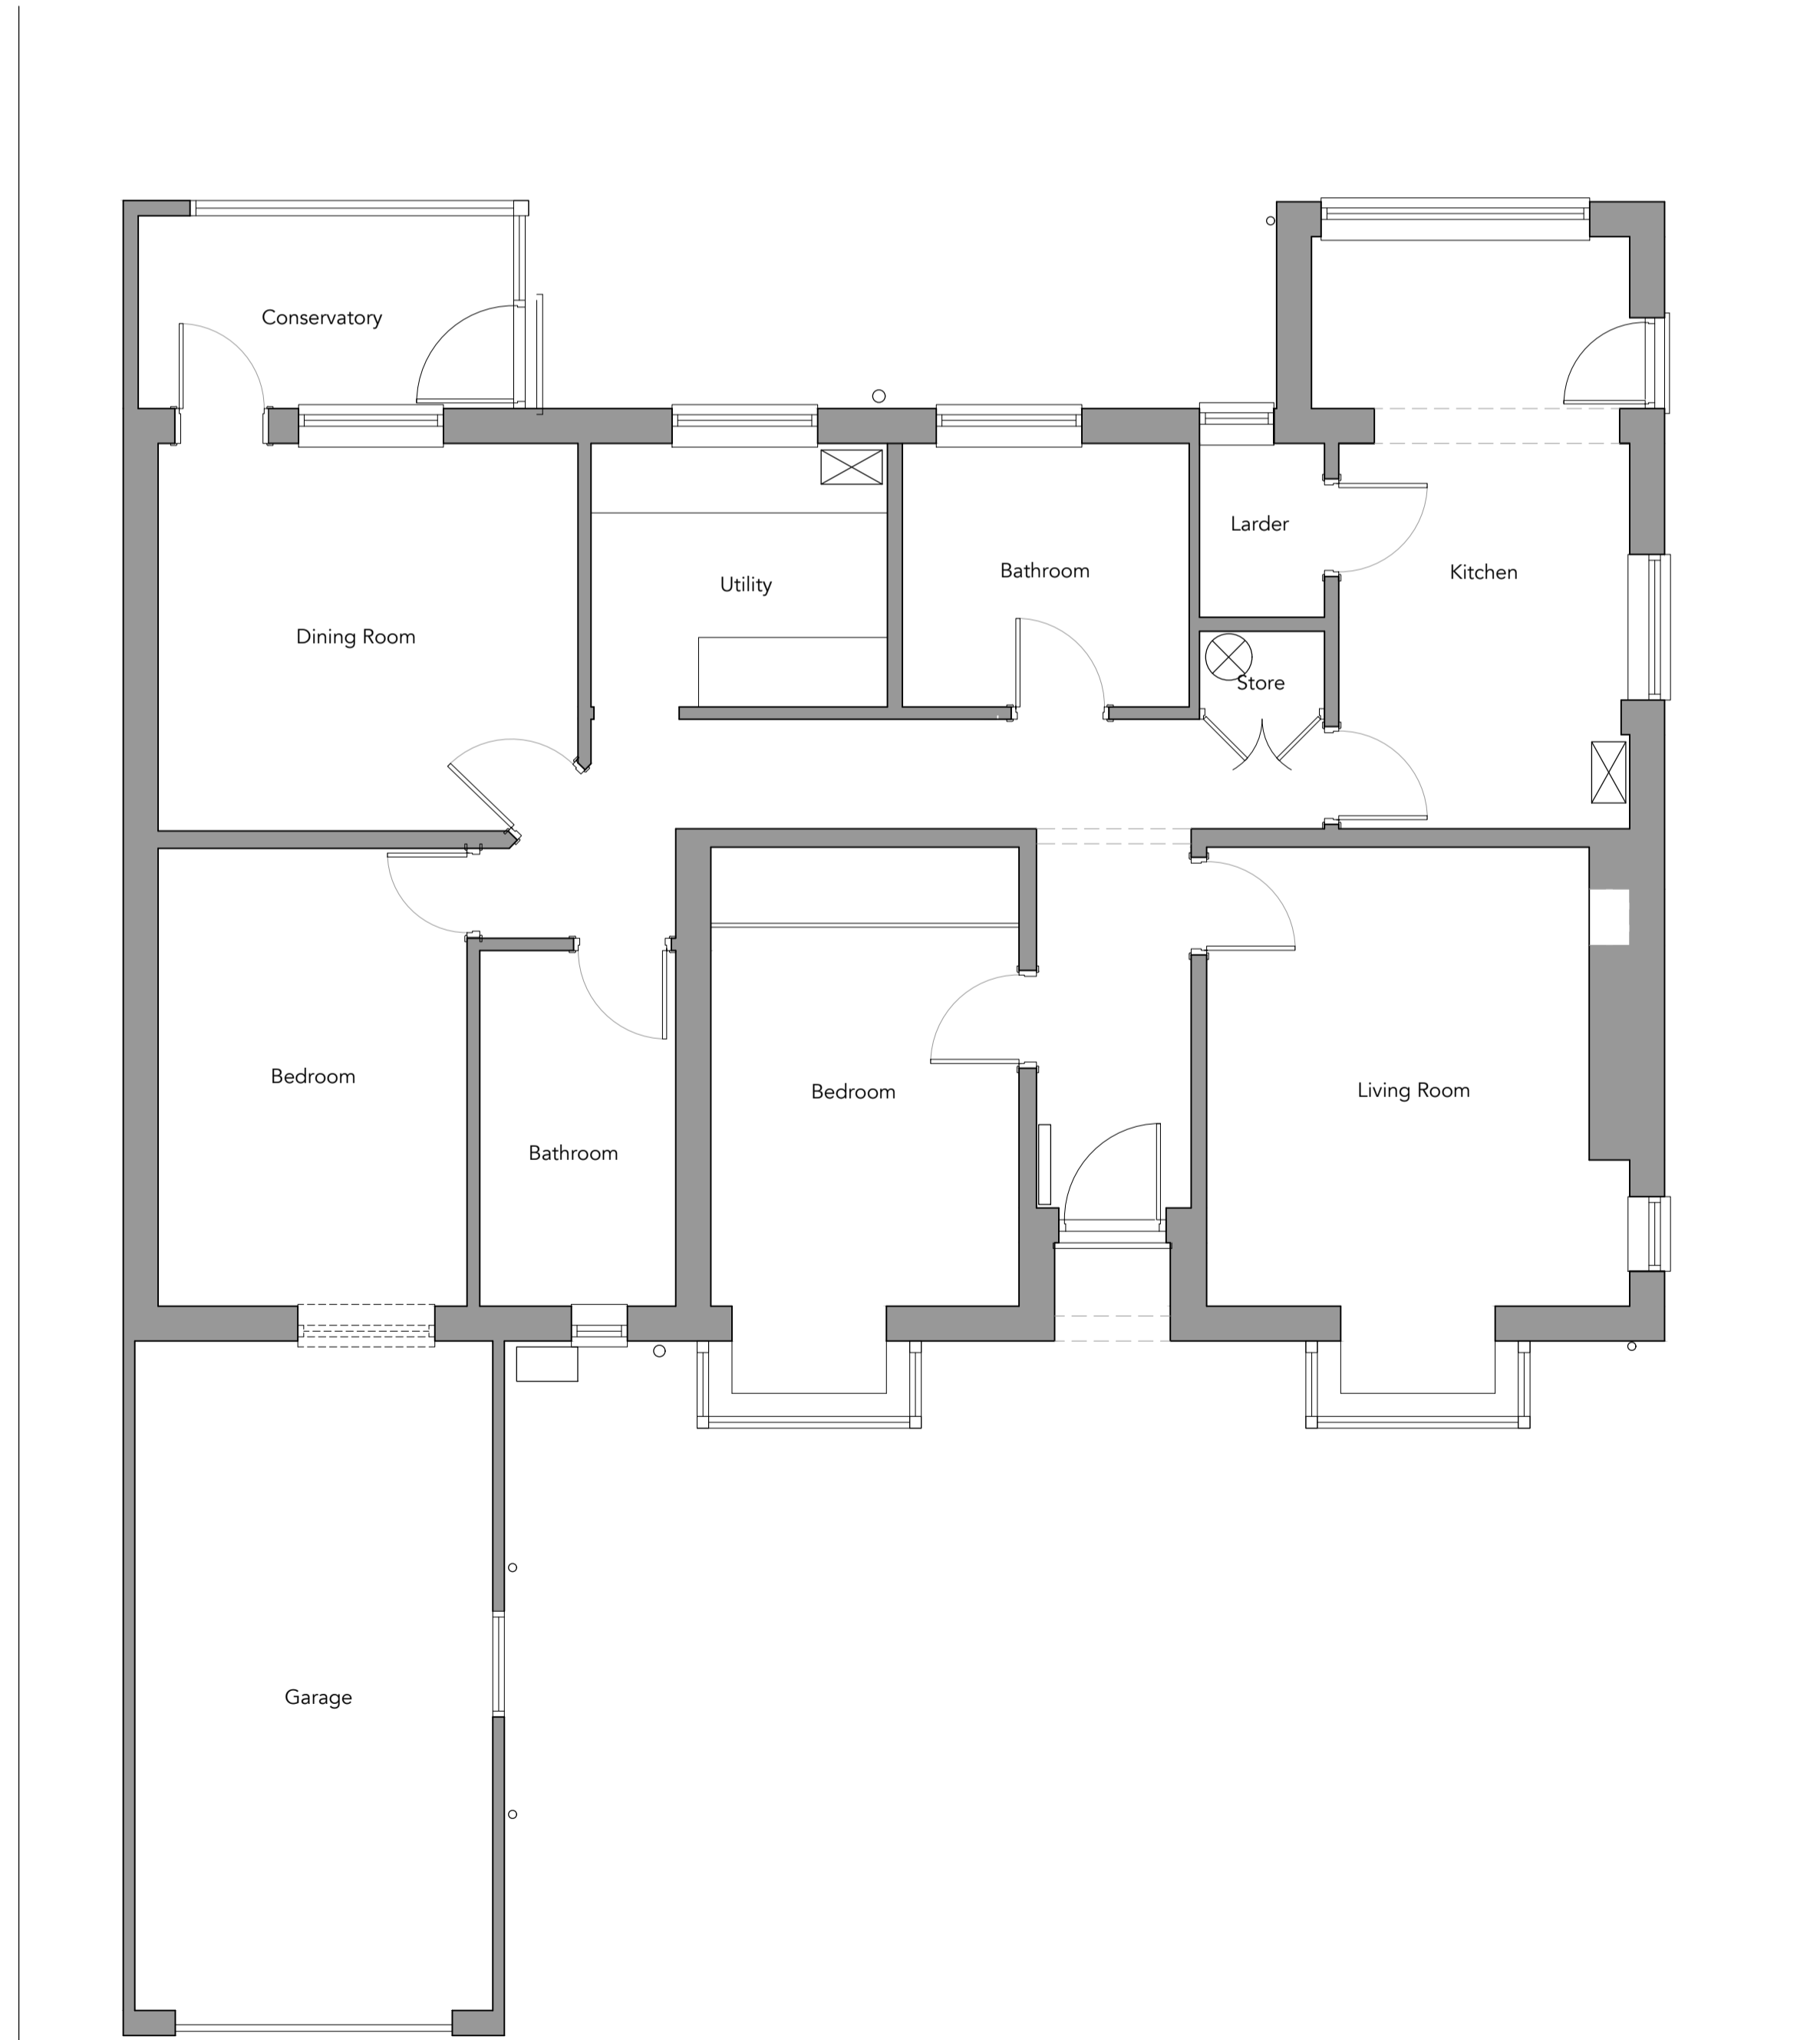 Conservatory
Larder
Bathroom
Kitchen
Utility
Dining Room
Store
Bedroom
Bedroom
Living Room
Bathroom
Garage